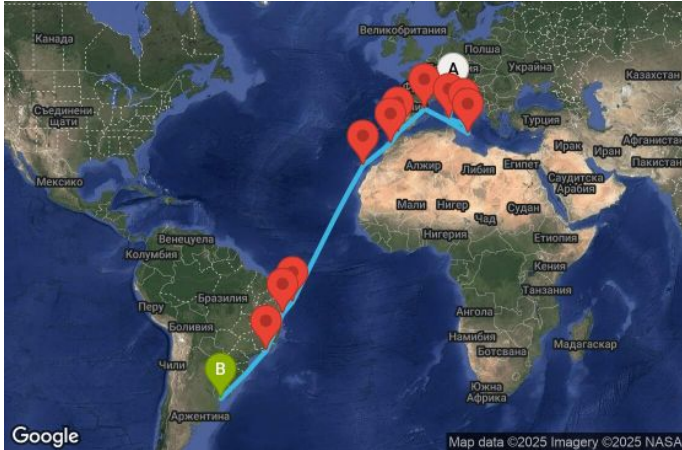 Канада
Великобритания
Полша
A
Украйна
Казахстан
Съединени
щати
Турция
Афганистан
Ирак
Иран
Пакистан
Алжир
Либия
Египет
Саудитска
Арабия
Мексико
Мали
Нигер
Чад
Судан
Венецуела
Нигерия
Етиопия
Колумбия
Кения
Бразилия
Танзания
Перу
Ангола
Боливия
Намибия
Ботсвана
Мадагаскар
Чили
B
Южна
Африка
Аржентина
Google
Map data ©2025 Imagery ©2025 NASA